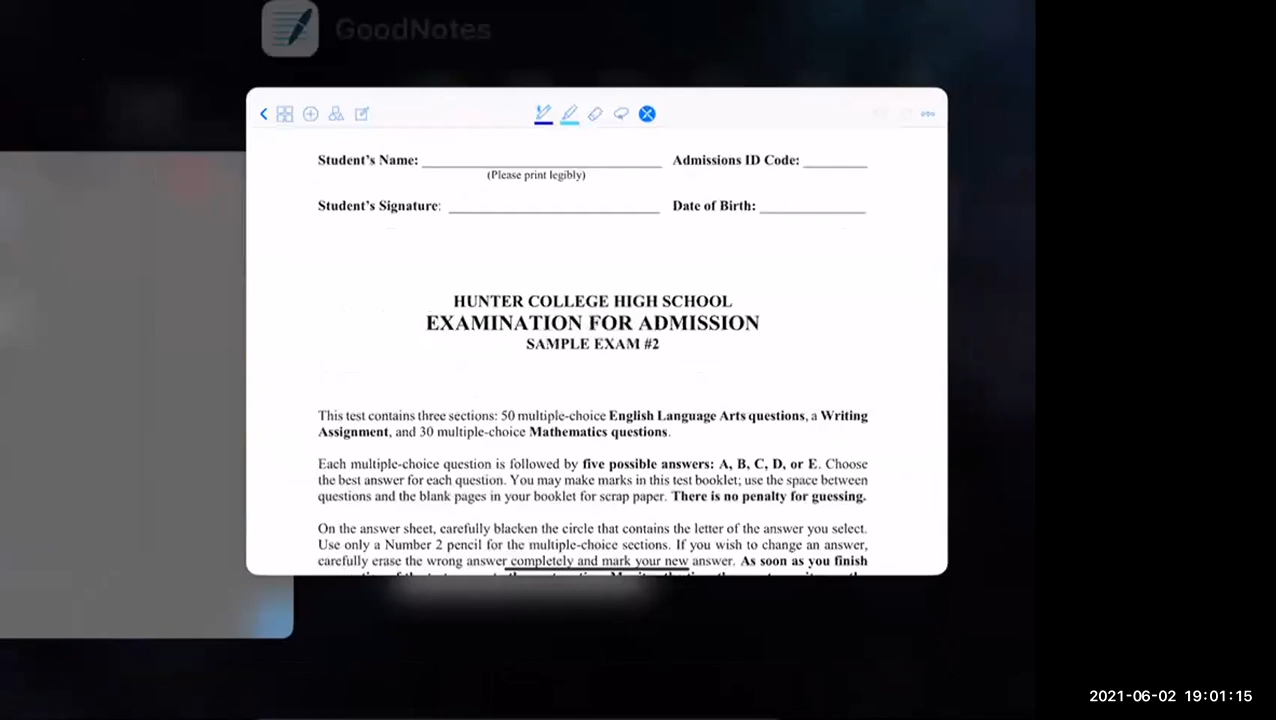 GoodNotes
Student's Name: Admissions ID Code:
(Please print legibly)
Student's Signature: Date of Birth:
HUNTER COLLEGE HIGH SCHOOL
EXAMINATION FOR ADMISSION
SAMPLE EXAM #2
This test contains three sections: 50 multiple-choice English Language Arts questions, a Writing
Assignment, and 30 multiple-choice Mathematics questions.
Each multiple-choice question is followed by five possible answers: A, B, C, D, or E. Choose
the best answer for each question. You may make marks in this test booklet; use the space between
questions and the blank pages in your booklet for scrap paper. There is no penalty for guessing.
On the answer sheet, carefully blacken the circle that contains the letter of the answer you select.
Use only a Number 2 pencil for the multiple-choice sections. If you wish to change an answer,
carefully erase the wrong answer completely and mark your new answer. As soon as you finish
2021-06-02 19:01:15